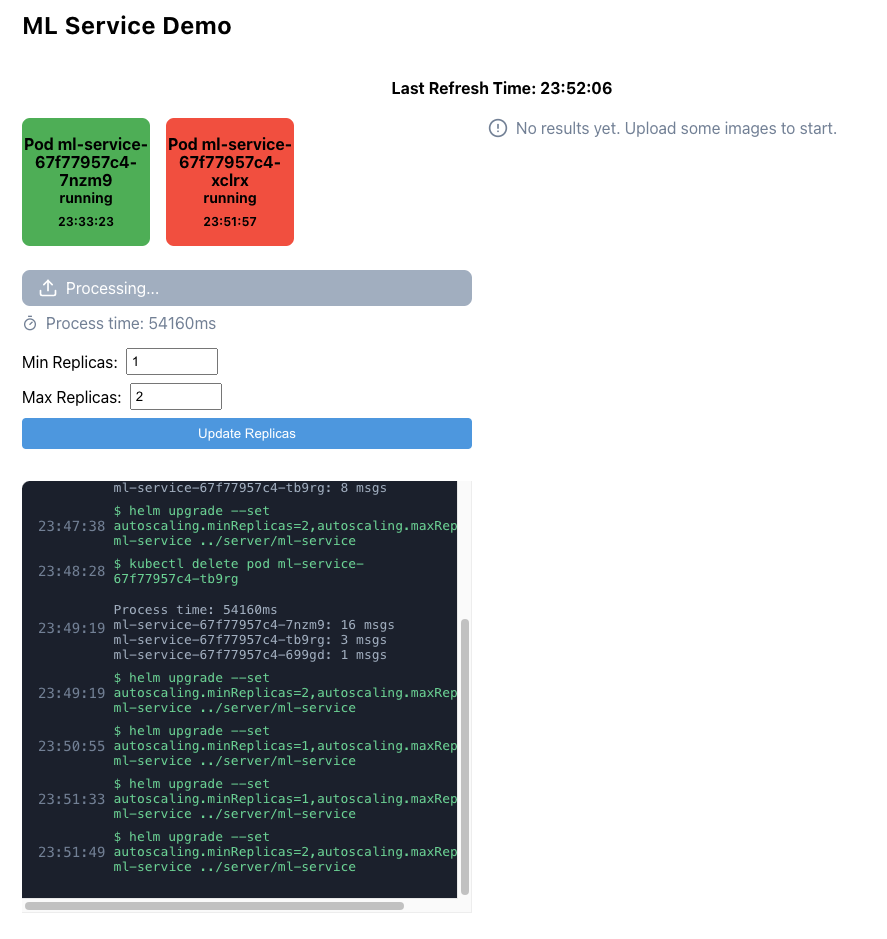 ML Service Demo
Last Refresh Time: 23:52:06
Pod ml-service-
67f77957c4-
7nzm9
running
23:33:23
Pod ml-service-
67f77957c4-
xclrx
running
23:51:57
No results yet. Upload some images to start.
Processing...
Process time: 54160ms
Min Replicas: 1
Max Replicas: 2
Update Replicas
ml-service-67f77957c4-tb9rg: 8 msgs
23:47:38 $ helm upgrade --set
autoscaling.minReplicas=2,autoscaling.maxRep
ml-service ../server/ml-service
23:48:28 $ kubectl delete pod ml-service-
67f77957c4-tb9rg
Process time: 54160ms
23:49:19 ml-service-67f77957c4-7nzm9: 16 msgs
ml-service-67f77957c4-tb9rg: 3 msgs
ml-service-67f77957c4-699gd: 1 msgs
23:49:19 $ helm upgrade --set
autoscaling.minReplicas=2,autoscaling.maxRep
ml-service ../server/ml-service
23:50:55 $ helm upgrade --set
autoscaling.minReplicas=1,autoscaling.maxRep
ml-service ../server/ml-service
23:51:33 $ helm upgrade --set
autoscaling.minReplicas=1,autoscaling.maxRep
ml-service ../server/ml-service
23:51:49 $ helm upgrade --set
autoscaling.minReplicas=2,autoscaling.maxRep
ml-service ../server/ml-service